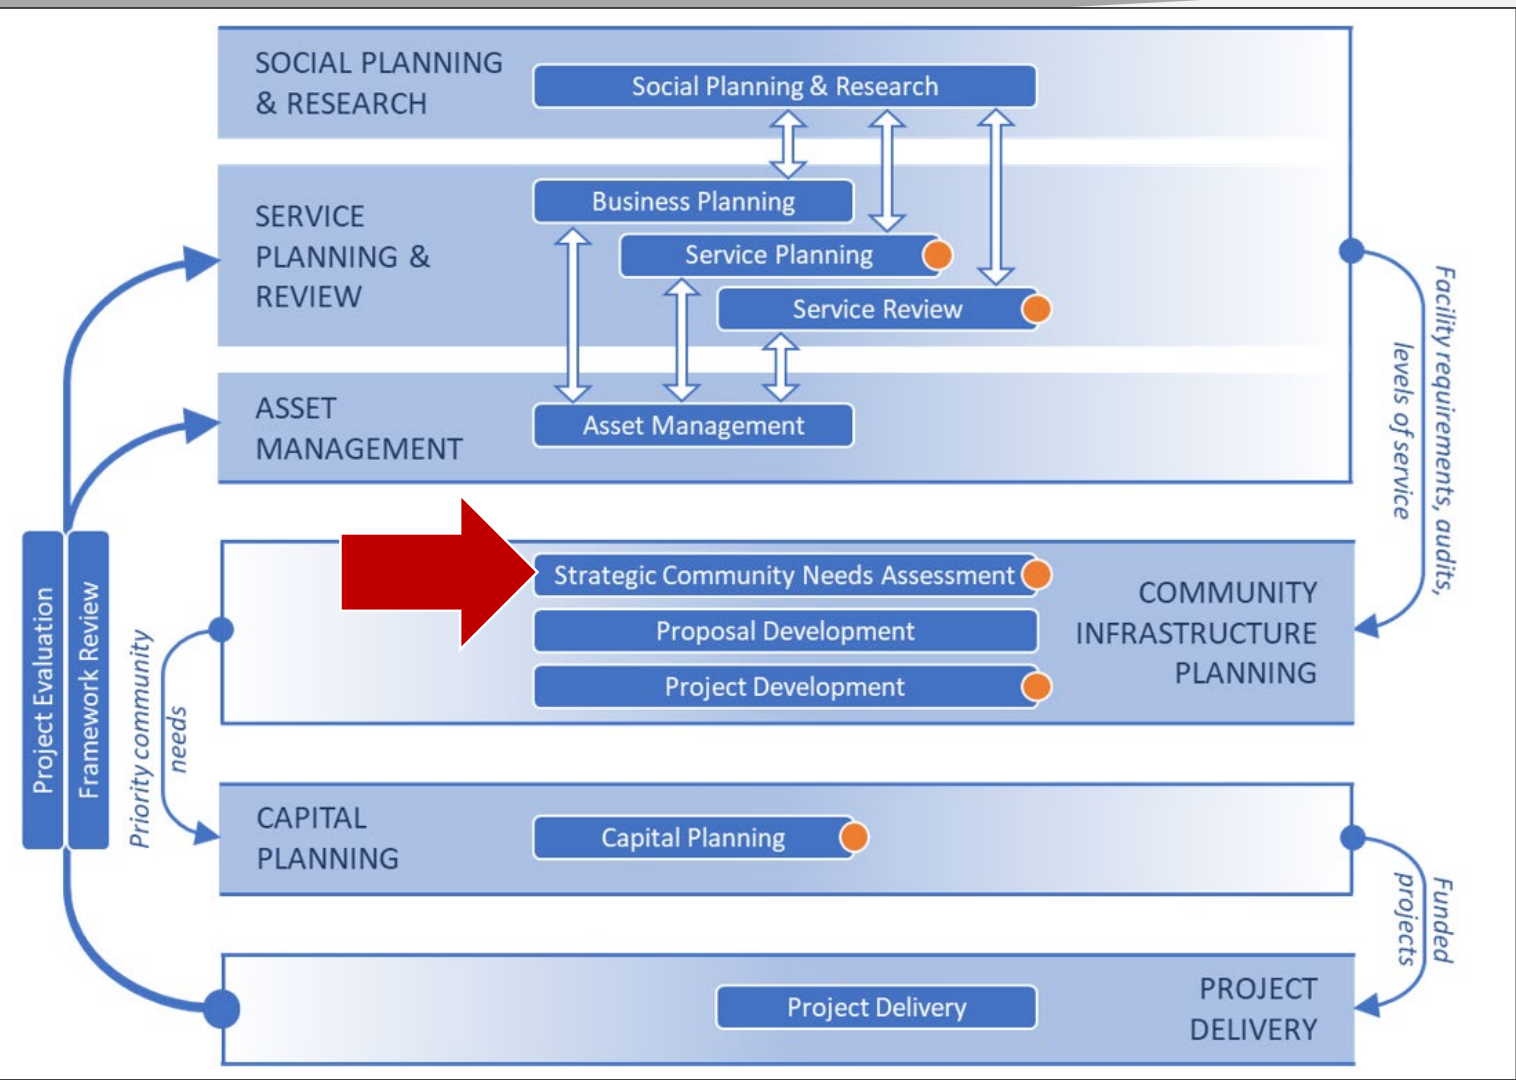 SOCIAL PLANNING
& RESEARCH
Social Planning & Research
SERVICE
PLANNING &
REVIEW
Business Planning
Service Planning
Service Review
ASSET
MANAGEMENT
Asset Management
Facility requirements, audits,
levels of service
Strategic Community Needs Assessment
Proposal Development
Project Development
COMMUNITY
INFRASTRUCTURE
PLANNING
Project Evaluation
Framework Review
Priority community
needs
CAPITAL
PLANNING
Capital Planning
Funded
projects
Project Delivery
PROJECT
DELIVERY